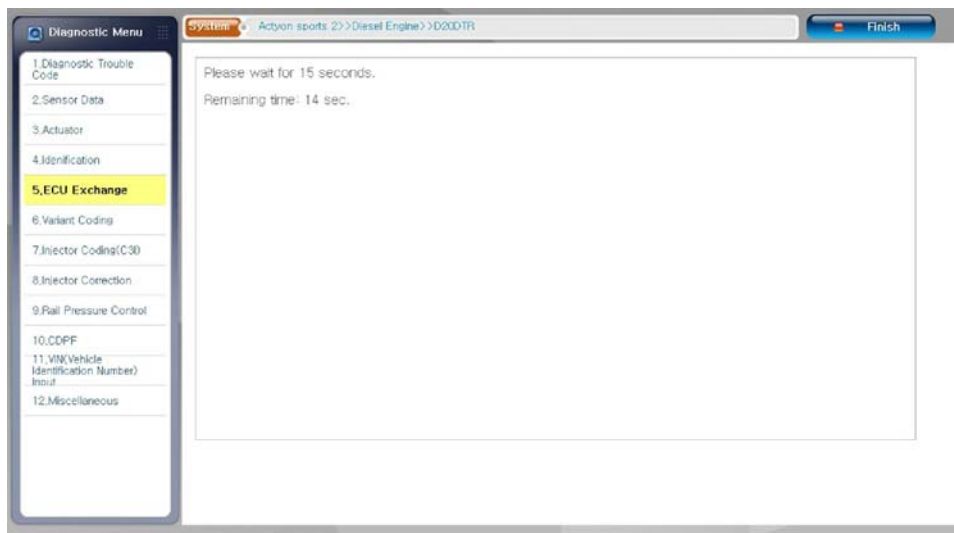 Diagnostic Menu
System
Actyon sports 2>>Diesel Engine>>D20DTR
Finish
1.Diagnostic Trouble
Code
2.Sensor Data
3.Actuator
4.Idenification
5.ECU Exchange
6.Variant Coding
7.Injector Coding(C3I)
8.Injector Correction
9.Rail Pressure Control
10.CDPF
11.VIN(Vehicle
Identification Number)
Input
12.Miscellaneous
Please wait for 15 seconds.
Remaining time: 14 sec.